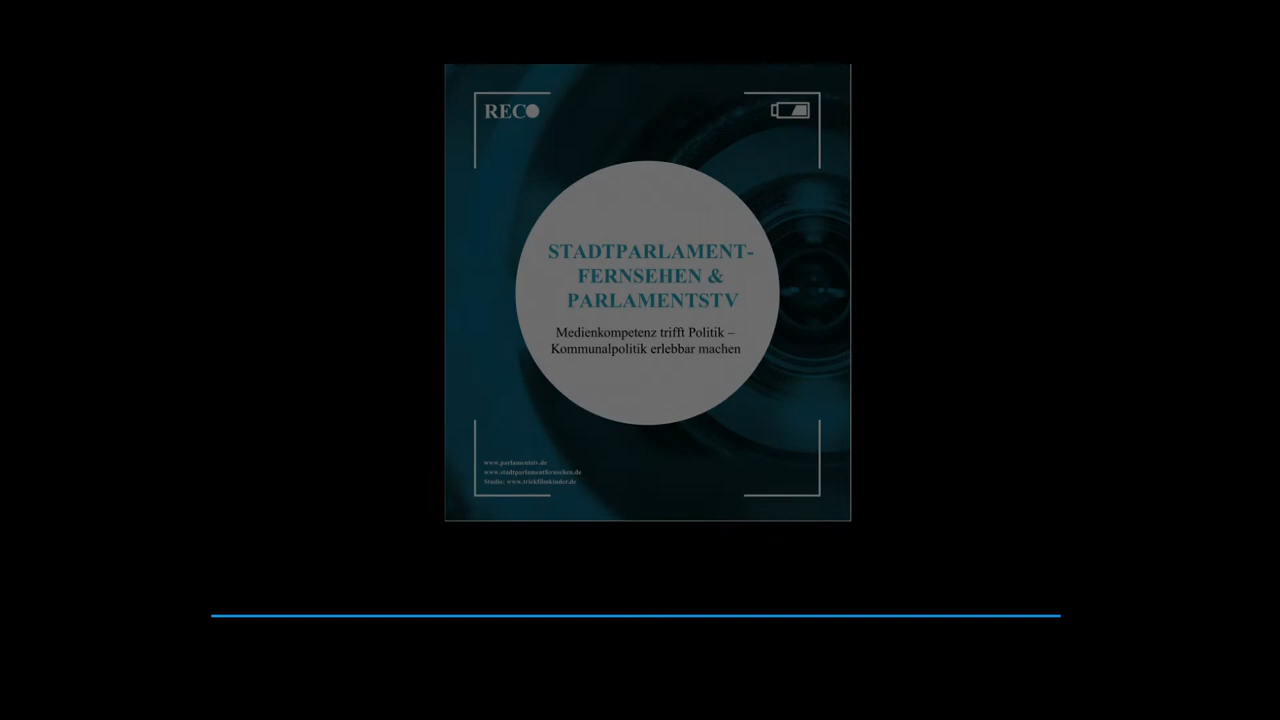 REC
STADTPARLAMENT-
FERNSEHEN &
PARLAMENTSTV
Medienkompetenz trifft Politik –
Kommunalpolitik erlebbar machen
www.parlamentstv.de
www.stadtparlamentfernsehen.de
Studio: www.trickfilmkinder.de